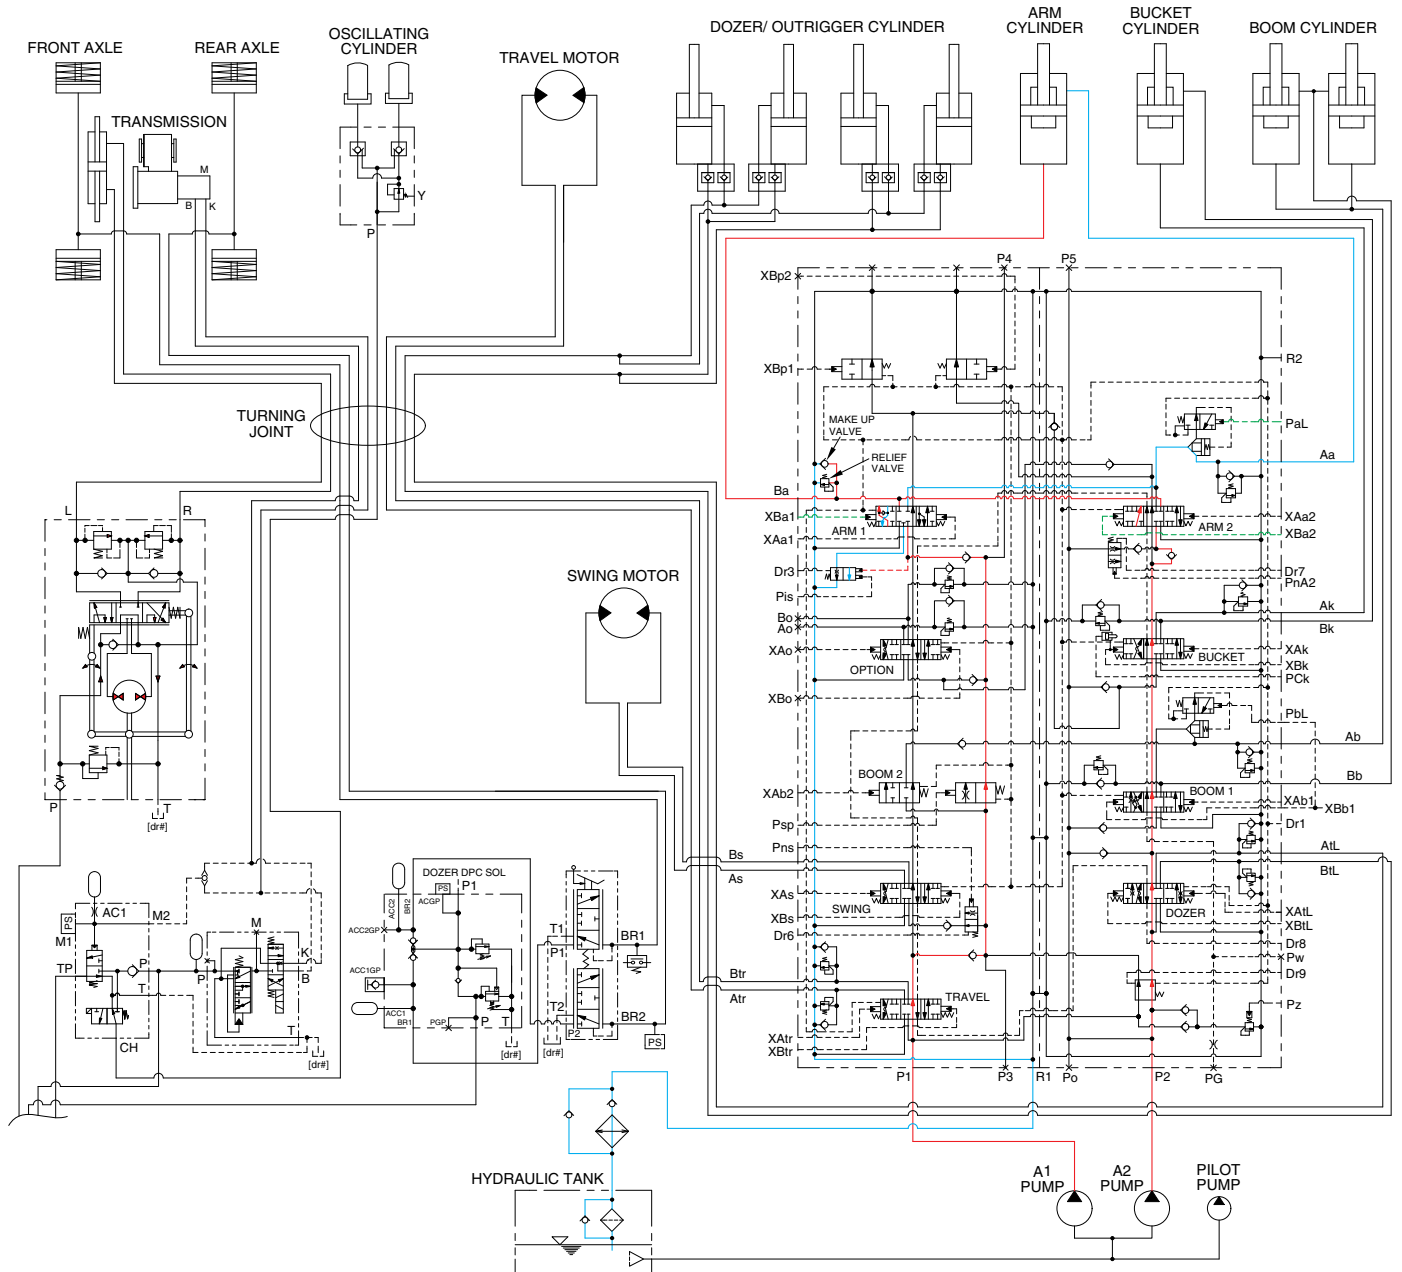 FRONT AXLE
REAR AXLE
OSCILLATING
CYLINDER
TRAVEL MOTOR
DOZER/ OUTRIGGER CYLINDER
ARM
CYLINDER
BUCKET
CYLINDER
BOOM CYLINDER
TRANSMISSION
M
B
K
Y
P
TURNING
JOINT
XBp2
P4
P5
XBp1
R2
MAKE UP
VALVE
RELIEF
VALVE
PaL
Aa
Ba
XBa1
ARM 1
XAa1
ARM 2
XAa2
XBa2
Dr3
Pis
Dr7
PnA2
Bo
Ao
Ak
Bk
XAo
OPTION
BUCKET
XAk
XBk
PCk
XBo
PbL
Ab
Bb
BOOM 2
BOOM 1
XAb2
XAb1
XBb1
Psp
Dr1
Pns
AtL
BtL
Bs
As
XAs
SWING
XBs
Dr6
DOZER
XAtL
XBtL
Dr8
Pw
Dr9
Btr
Atr
TRAVEL
Pz
XAtr
XBtr
P1
P3
R1
Po
P2
PG
L
R
P
T
[dr#]
SWING MOTOR
AC1
PS
M1
M2
TP
P
T
CH
M
P
K
B
T
[dr#]
DOZER DPC SOL
PS
P1
ACGP
ACC2
BR2
ACC2GP
ACC1GP
ACC1
BR1
PGP
P
T
[dr#]
T1
P1
BR1
T2
P2
BR2
[dr#]
PS
HYDRAULIC TANK
A1
PUMP
A2
PUMP
PILOT
PUMP